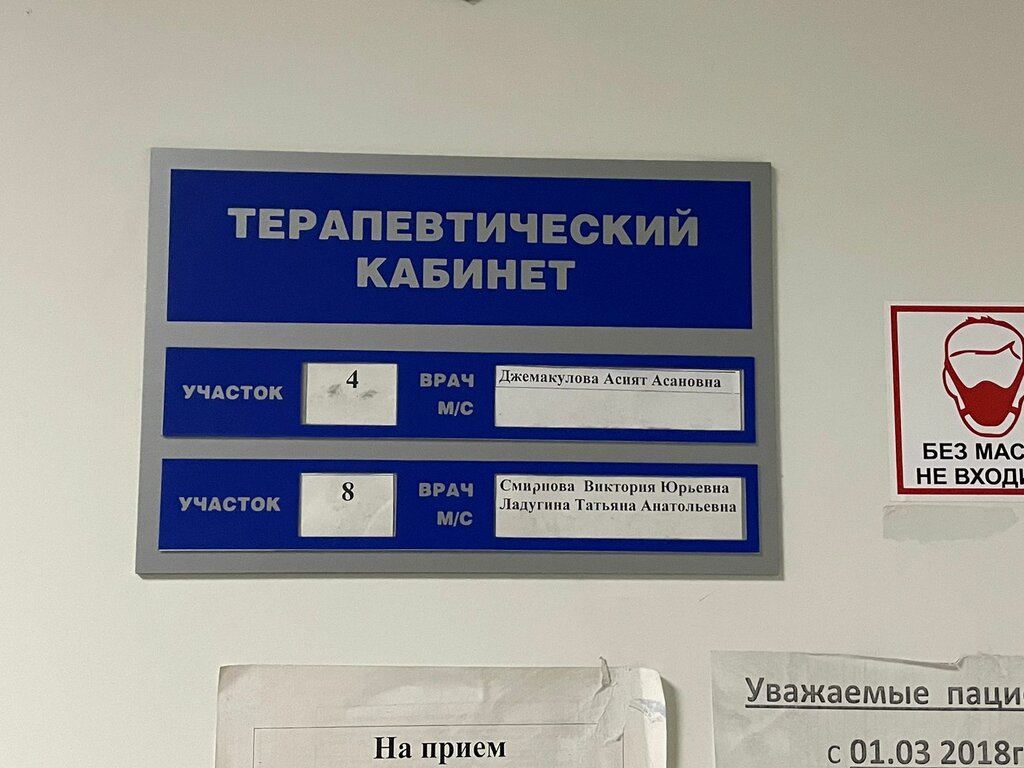 ТЕРАПЕВТИЧЕСКИЙ
КАБИНЕТ
УЧАСТОК 4 ВРАЧ Джемакулова Асият Асановна
М/С
УЧАСТОК 8 ВРАЧ Смирнова Виктория Юрьевна
М/С Ладугина Татьяна Анатольевна
БЕЗ МАС
НЕ ВХОДИ
На прием
Уважаемые паци
с 01.03 2018г